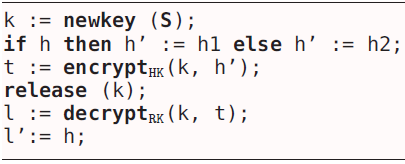 k := newkey (S);
if h then h’ := h1 else h’ := h2;
t := encryptHK(k, h’);
release (k);
l := decryptRK(k, t);
l’:= h;